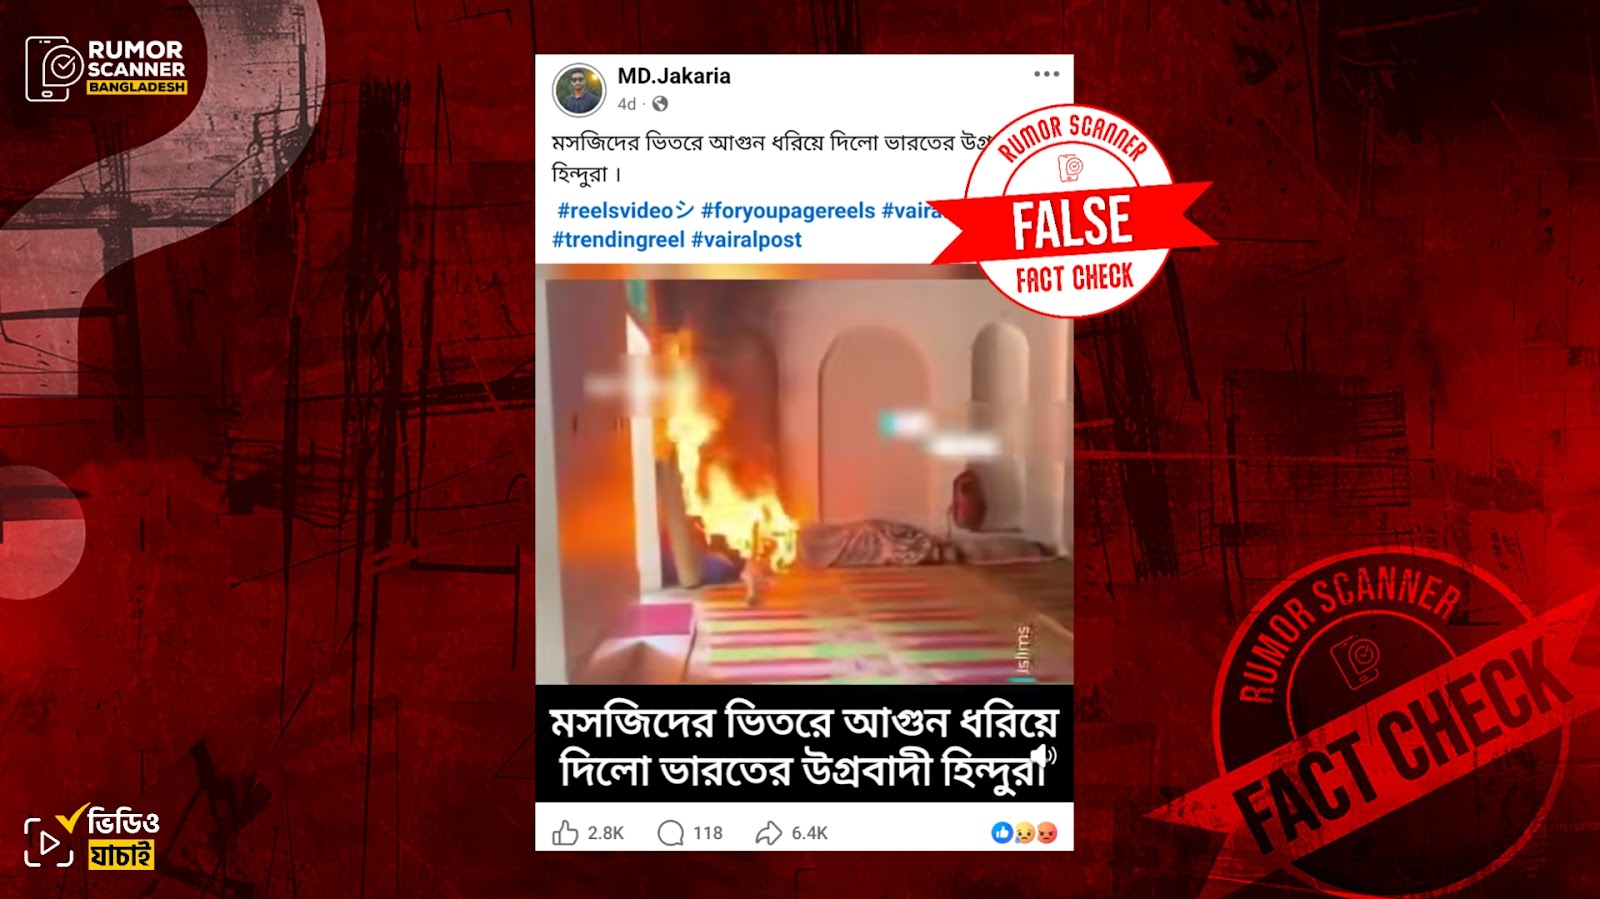 RUMOR
SCANNER
BANGLADESH
MD.Jakaria
4d
মসজিদের ভিতরে আগুন ধরিয়ে দিলো ভারতের উগ্র
হিন্দুরা ।
#reelsvideoシ #foryoupagereels #vaira
#trendingreel #vairalpost
RUMOR SCANNER
FALSE
FACT CHECK
slims
মসজিদের ভিতরে আগুন ধরিয়ে
দিলো ভারতের উগ্রবাদী হিন্দুরা
2.8K 118 6.4K
RUMOR SCANNER
FACT CHECK
ভিডিও
যাচাই